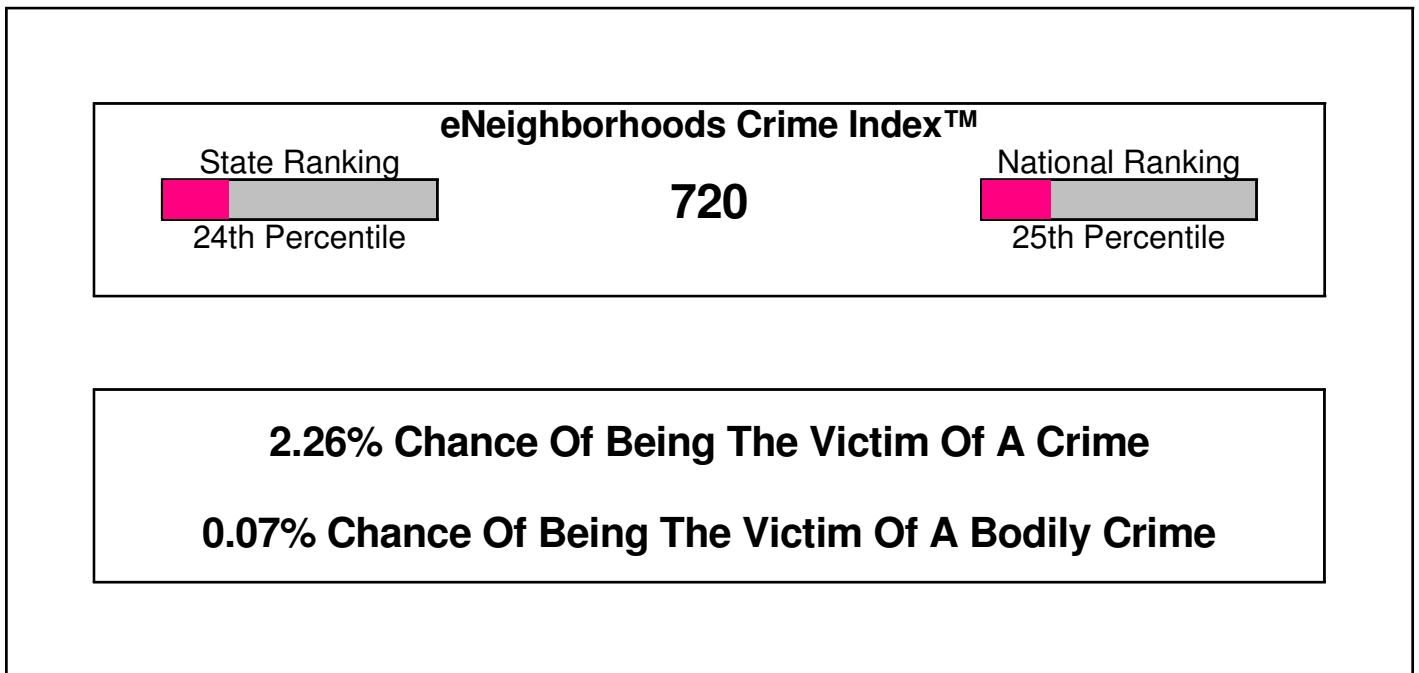 eNeighborhoods Crime Index™
State Ranking
24th Percentile
720
National Ranking
25th Percentile
2.26% Chance Of Being The Victim Of A Crime
0.07% Chance Of Being The Victim Of A Bodily Crime